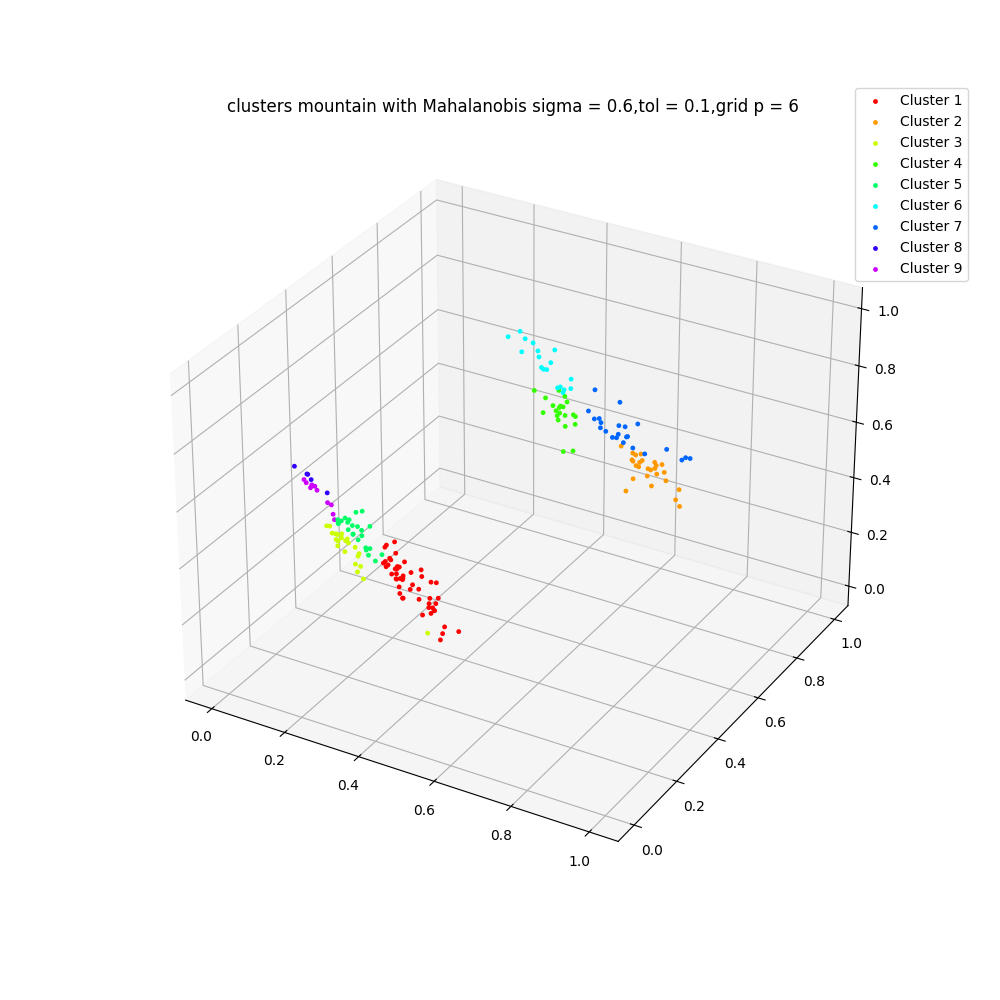 clusters mountain with Mahalanobis sigma = 0.6,tol = 0.1,grid p = 6
Cluster 1
Cluster 2
Cluster 3
Cluster 4
Cluster 5
Cluster 6
Cluster 7
Cluster 8
Cluster 9
1.0
0.8
0.6
0.4
0.2
0.0
1.0
0.8
0.6
0.4
0.2
0.0
0.0
0.2
0.4
0.6
0.8
1.0